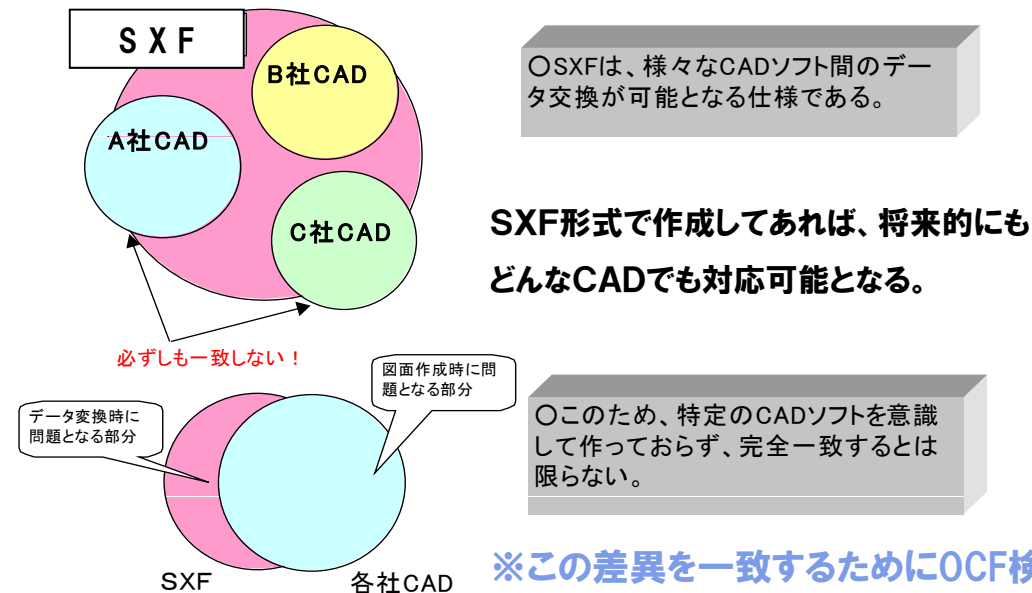 SXF
B社CAD
A社CAD
C社CAD
必ずしも一致しない!
〇SXFは、様々なCADソフト間のデー
タ交換が可能となる仕様である。
SXF形式で作成してあれば、将来的にも
どんなCADでも対応可能となる。
データ変換時に
問題となる部分
図面作成時に問
題となる部分
SXF
各社CAD
〇このため、特定のCADソフトを意識
して作っておらず、完全一致するとは
限らない。
※この差異を一致するためにOCF検